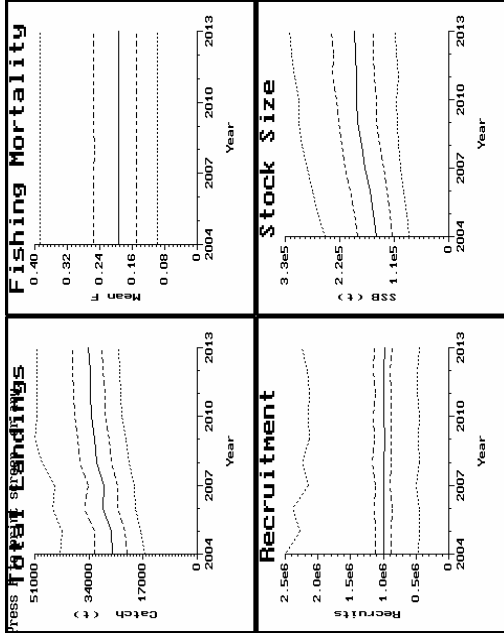 Press
print screen
Total Landings
51000
34000
17000
0
Catch (t)
2004
2007
2010
2013
Year
Fishing Mortality
0.40
0.32
0.24
0.16
0.08
0
Mean F
2004
2007
2010
2013
Year
Recruitment
2.5e6
2.0e6
1.5e6
1.0e6
0.5e6
0
Recruits
2004
2007
2010
2013
Year
Stock Size
3.3e5
2.2e5
1.1e5
0
SSB (t)
2004
2007
2010
2013
Year